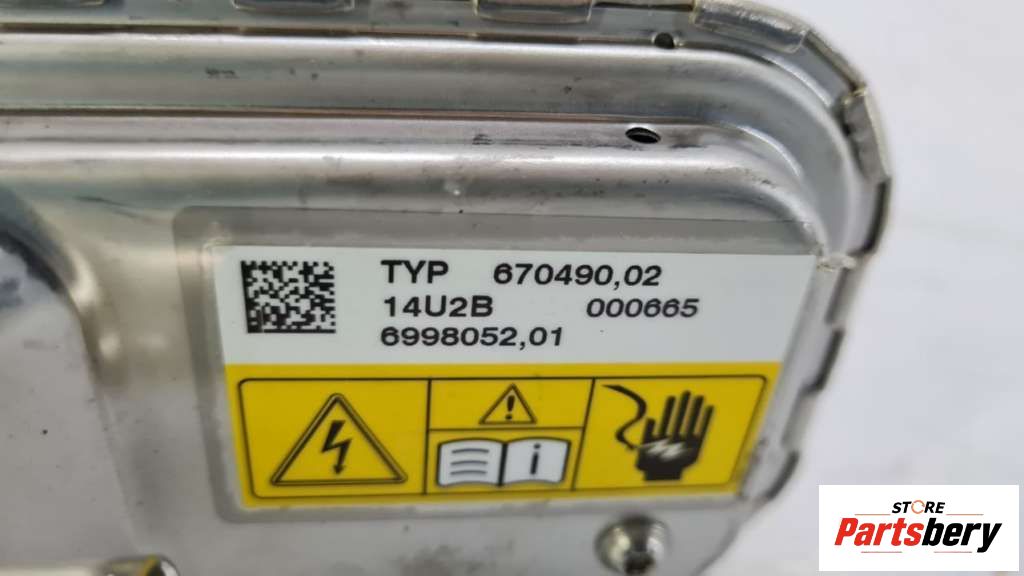 TYP 670490,02
14U2B 000665
6998052,01
i
STORE
Partsbery